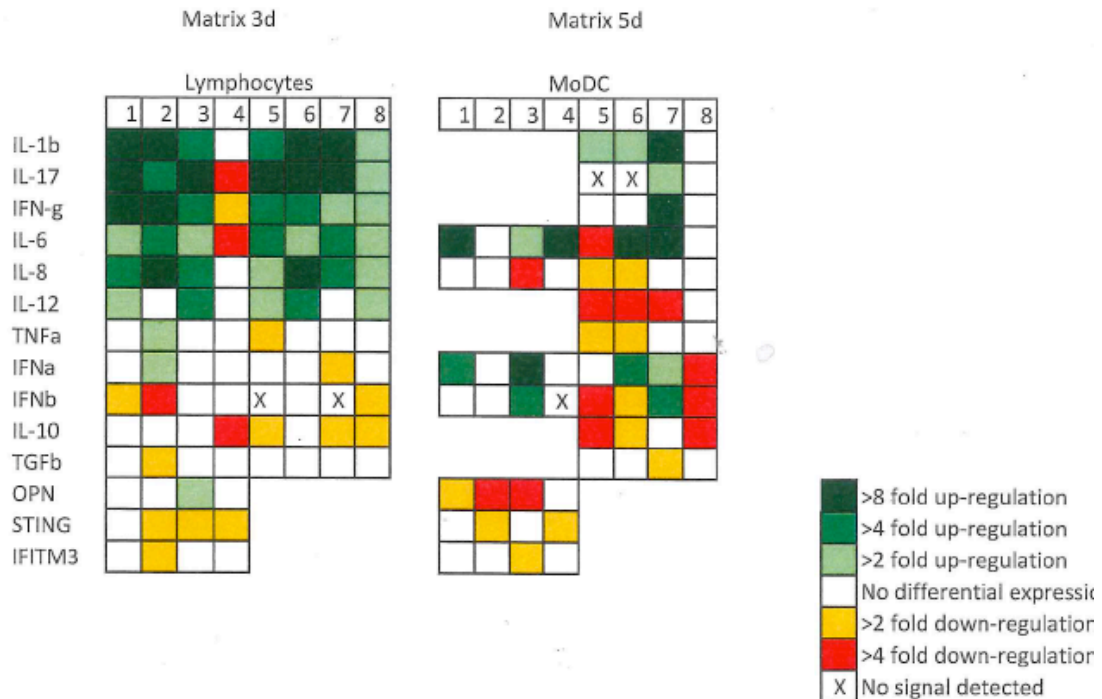 Matrix 3d Matrix 5d
Lymphocytes MoDC
1 2 3 4 5 6 7 8 1 2 3 4 5 6 7 8
iL-1b
IL-17 X X
IFN-g
IL-6
IL-8
IL-12
TNFa
IFNa
IFNb X X X
IL-10
TGFb
OPN
STING
IFITM3
>8 fold up-regulation
>4 fold up-regulation
>2 fold up-regulation
No differential expressio
>2 fold down-regulation
>4 fold down-regulation
X No signal detected